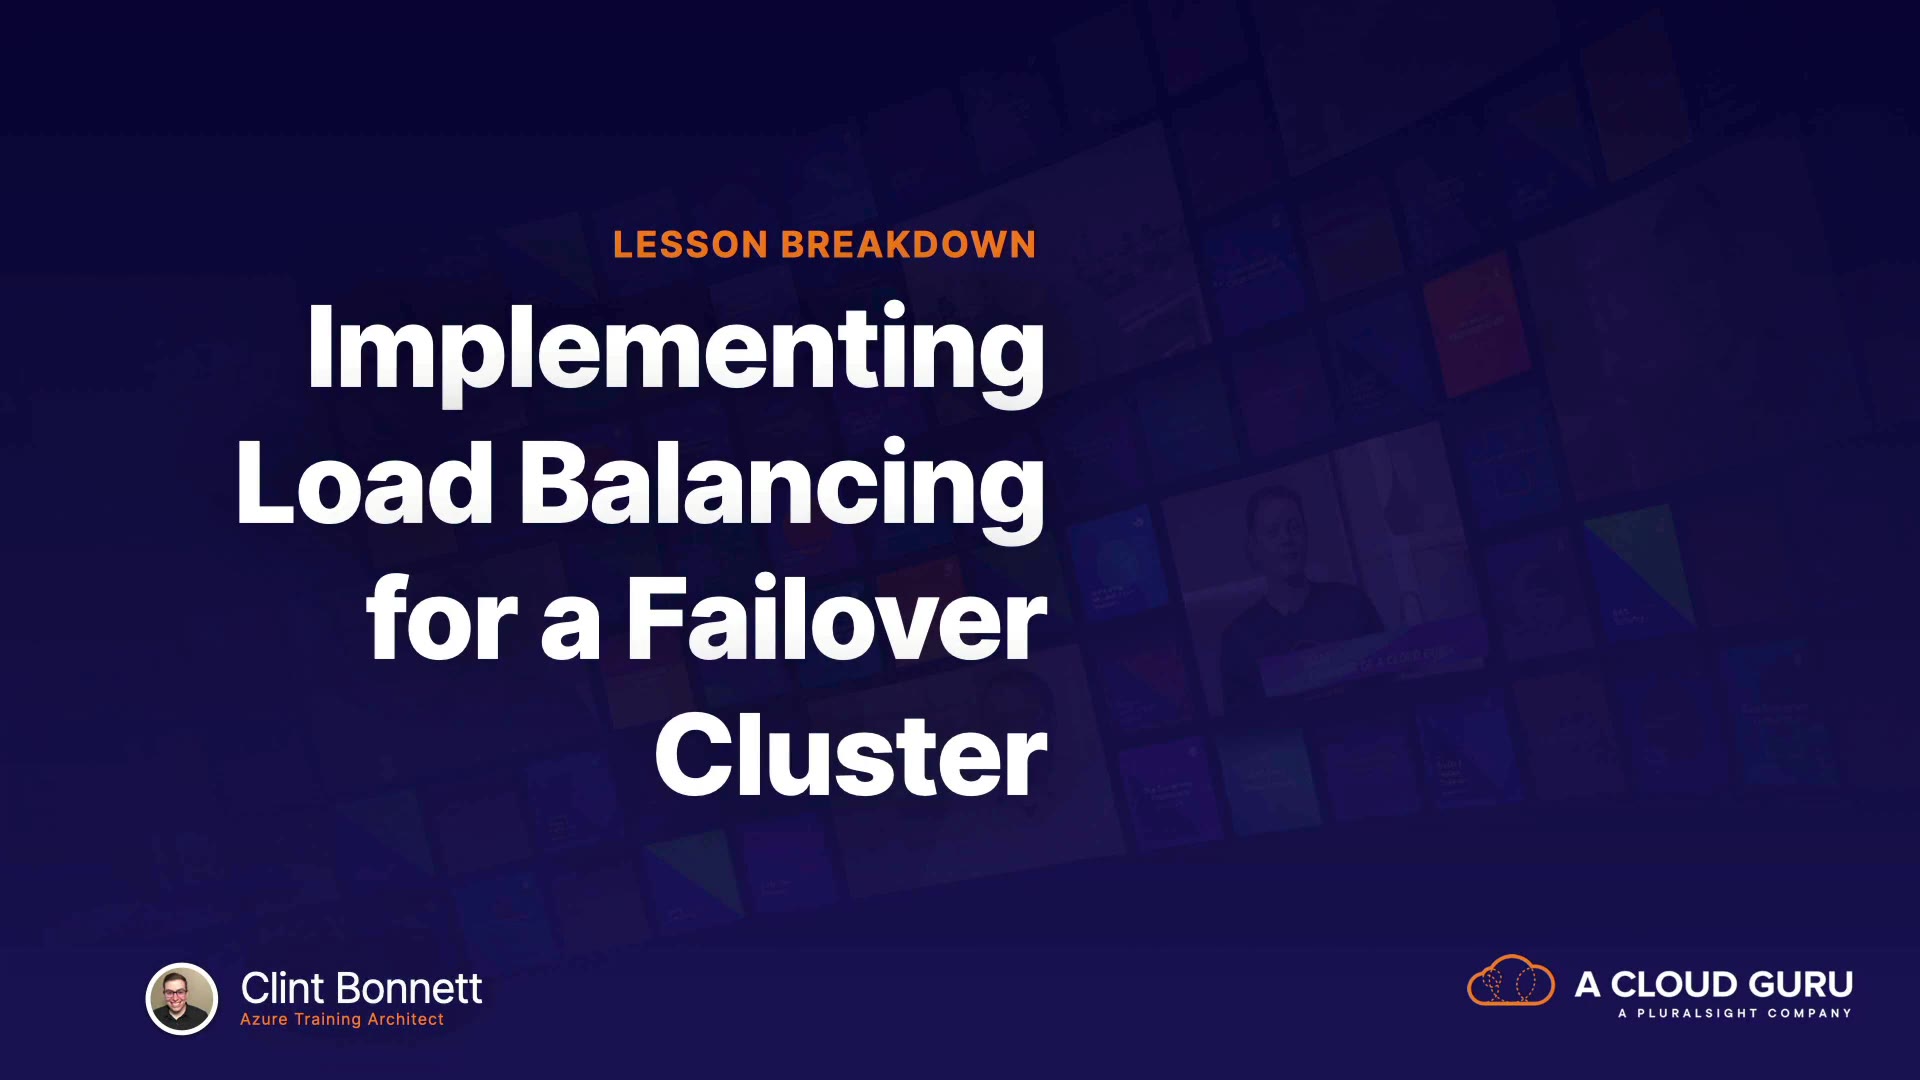 LESSON BREAKDOWN
Implementing
Load Balancing
for a Failover
Cluster
Clint Bonnett
Azure Training Architect
A CLOUD GURU
A PLURALSIGHT COMPANY